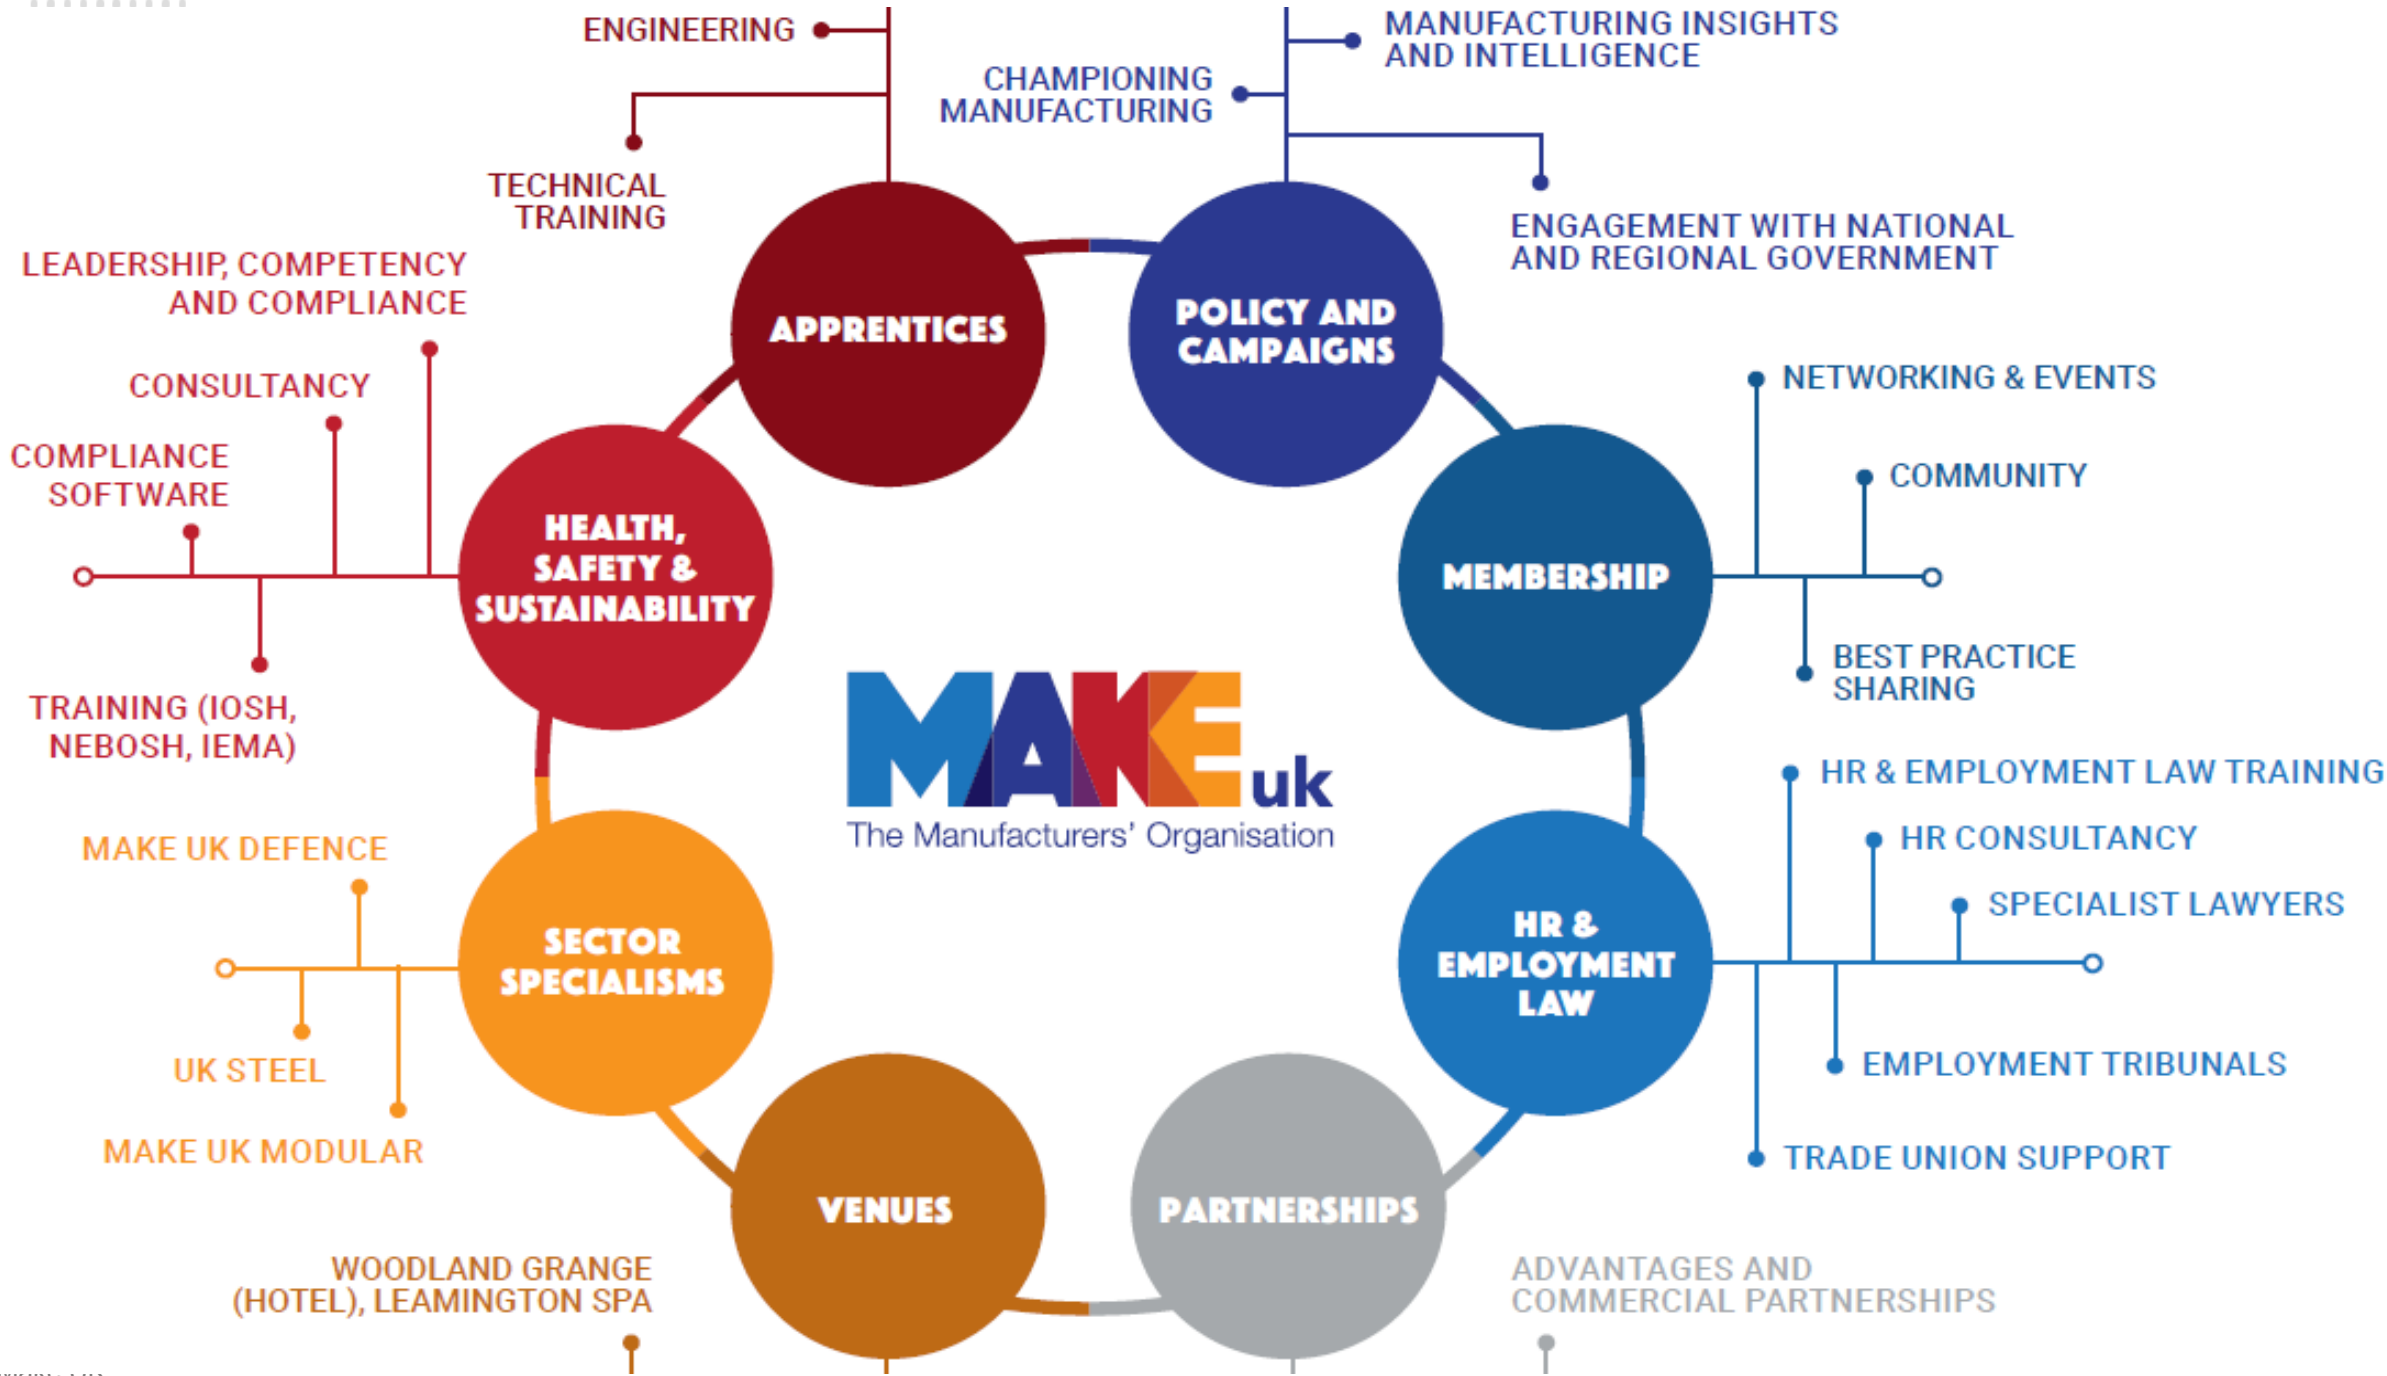 ENGINEERING
TECHNICAL
TRAINING
APPRENTICES
MANUFACTURING INSIGHTS
AND INTELLIGENCE
CHAMPIONING
MANUFACTURING
ENGAGEMENT WITH NATIONAL
AND REGIONAL GOVERNMENT
POLICY AND
CAMPAIGNS
LEADERSHIP, COMPETENCY
AND COMPLIANCE
CONSULTANCY
COMPLIANCE
SOFTWARE
HEALTH,
SAFETY &
SUSTAINABILITY
TRAINING (IOSH,
NEBOSH, IEMA)
NETWORKING & EVENTS
COMMUNITY
MEMBERSHIP
BEST PRACTICE
SHARING
MAKE uk
The Manufacturers' Organisation
HR & EMPLOYMENT LAW TRAINING
HR CONSULTANCY
SPECIALIST LAWYERS
HR &
EMPLOYMENT
LAW
EMPLOYMENT TRIBUNALS
TRADE UNION SUPPORT
MAKE UK DEFENCE
SECTOR
SPECIALISMS
UK STEEL
MAKE UK MODULAR
VENUES
WOODLAND GRANGE
(HOTEL), LEAMINGTON SPA
PARTNERSHIPS
ADVANTAGES AND
COMMERCIAL PARTNERSHIPS